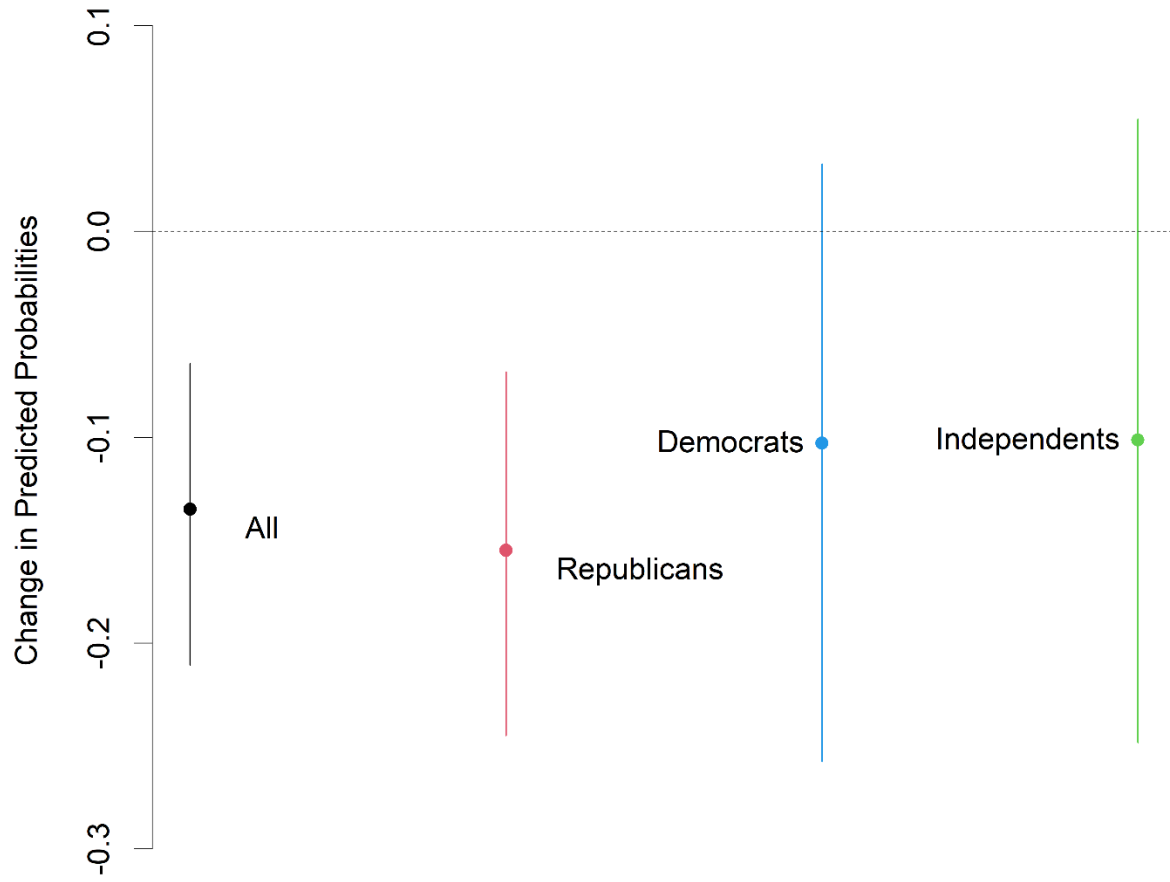 Change in Predicted Probabilities
0.1
0.0
-0.1
-0.2
-0.3
All
Republicans
Democrats
Independents